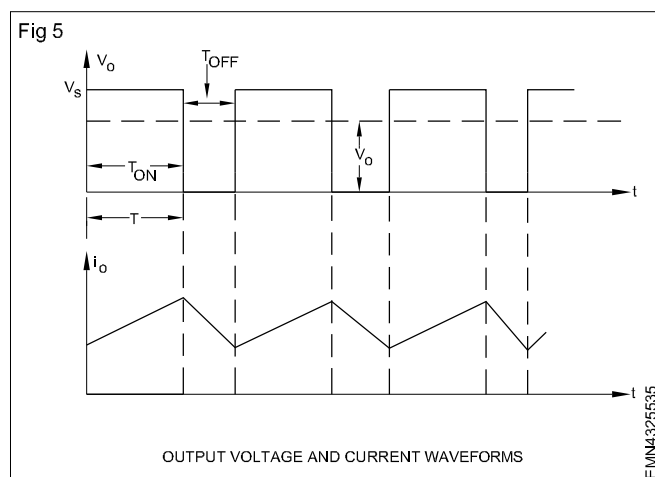 Fig 5
Vo
TOFF
Vs
Vo
TON
t
T
io
t
OUTPUT VOLTAGE AND CURRENT WAVEFORMS
EMN4325535